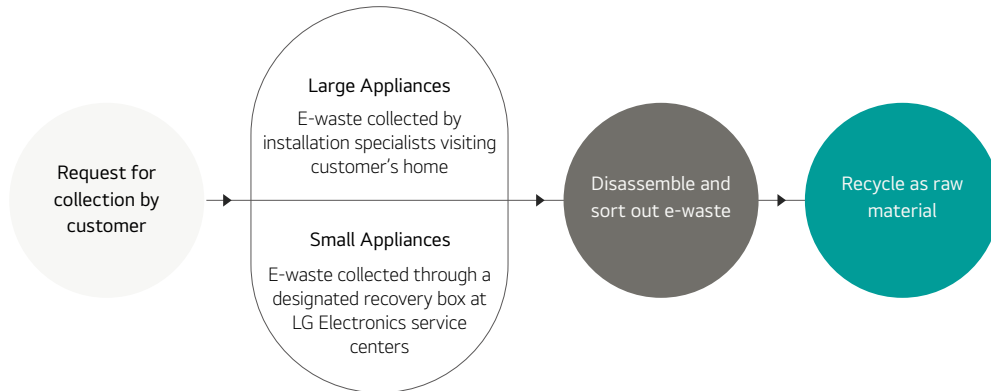 Request for
collection by
customer
Large Appliances
E-waste collected by
installation specialists visiting
customer’s home
Small Appliances
E-waste collected through a
designated recovery box at
LG Electronics service
centers
Disassemble and
sort out e-waste
Recycle as raw
material